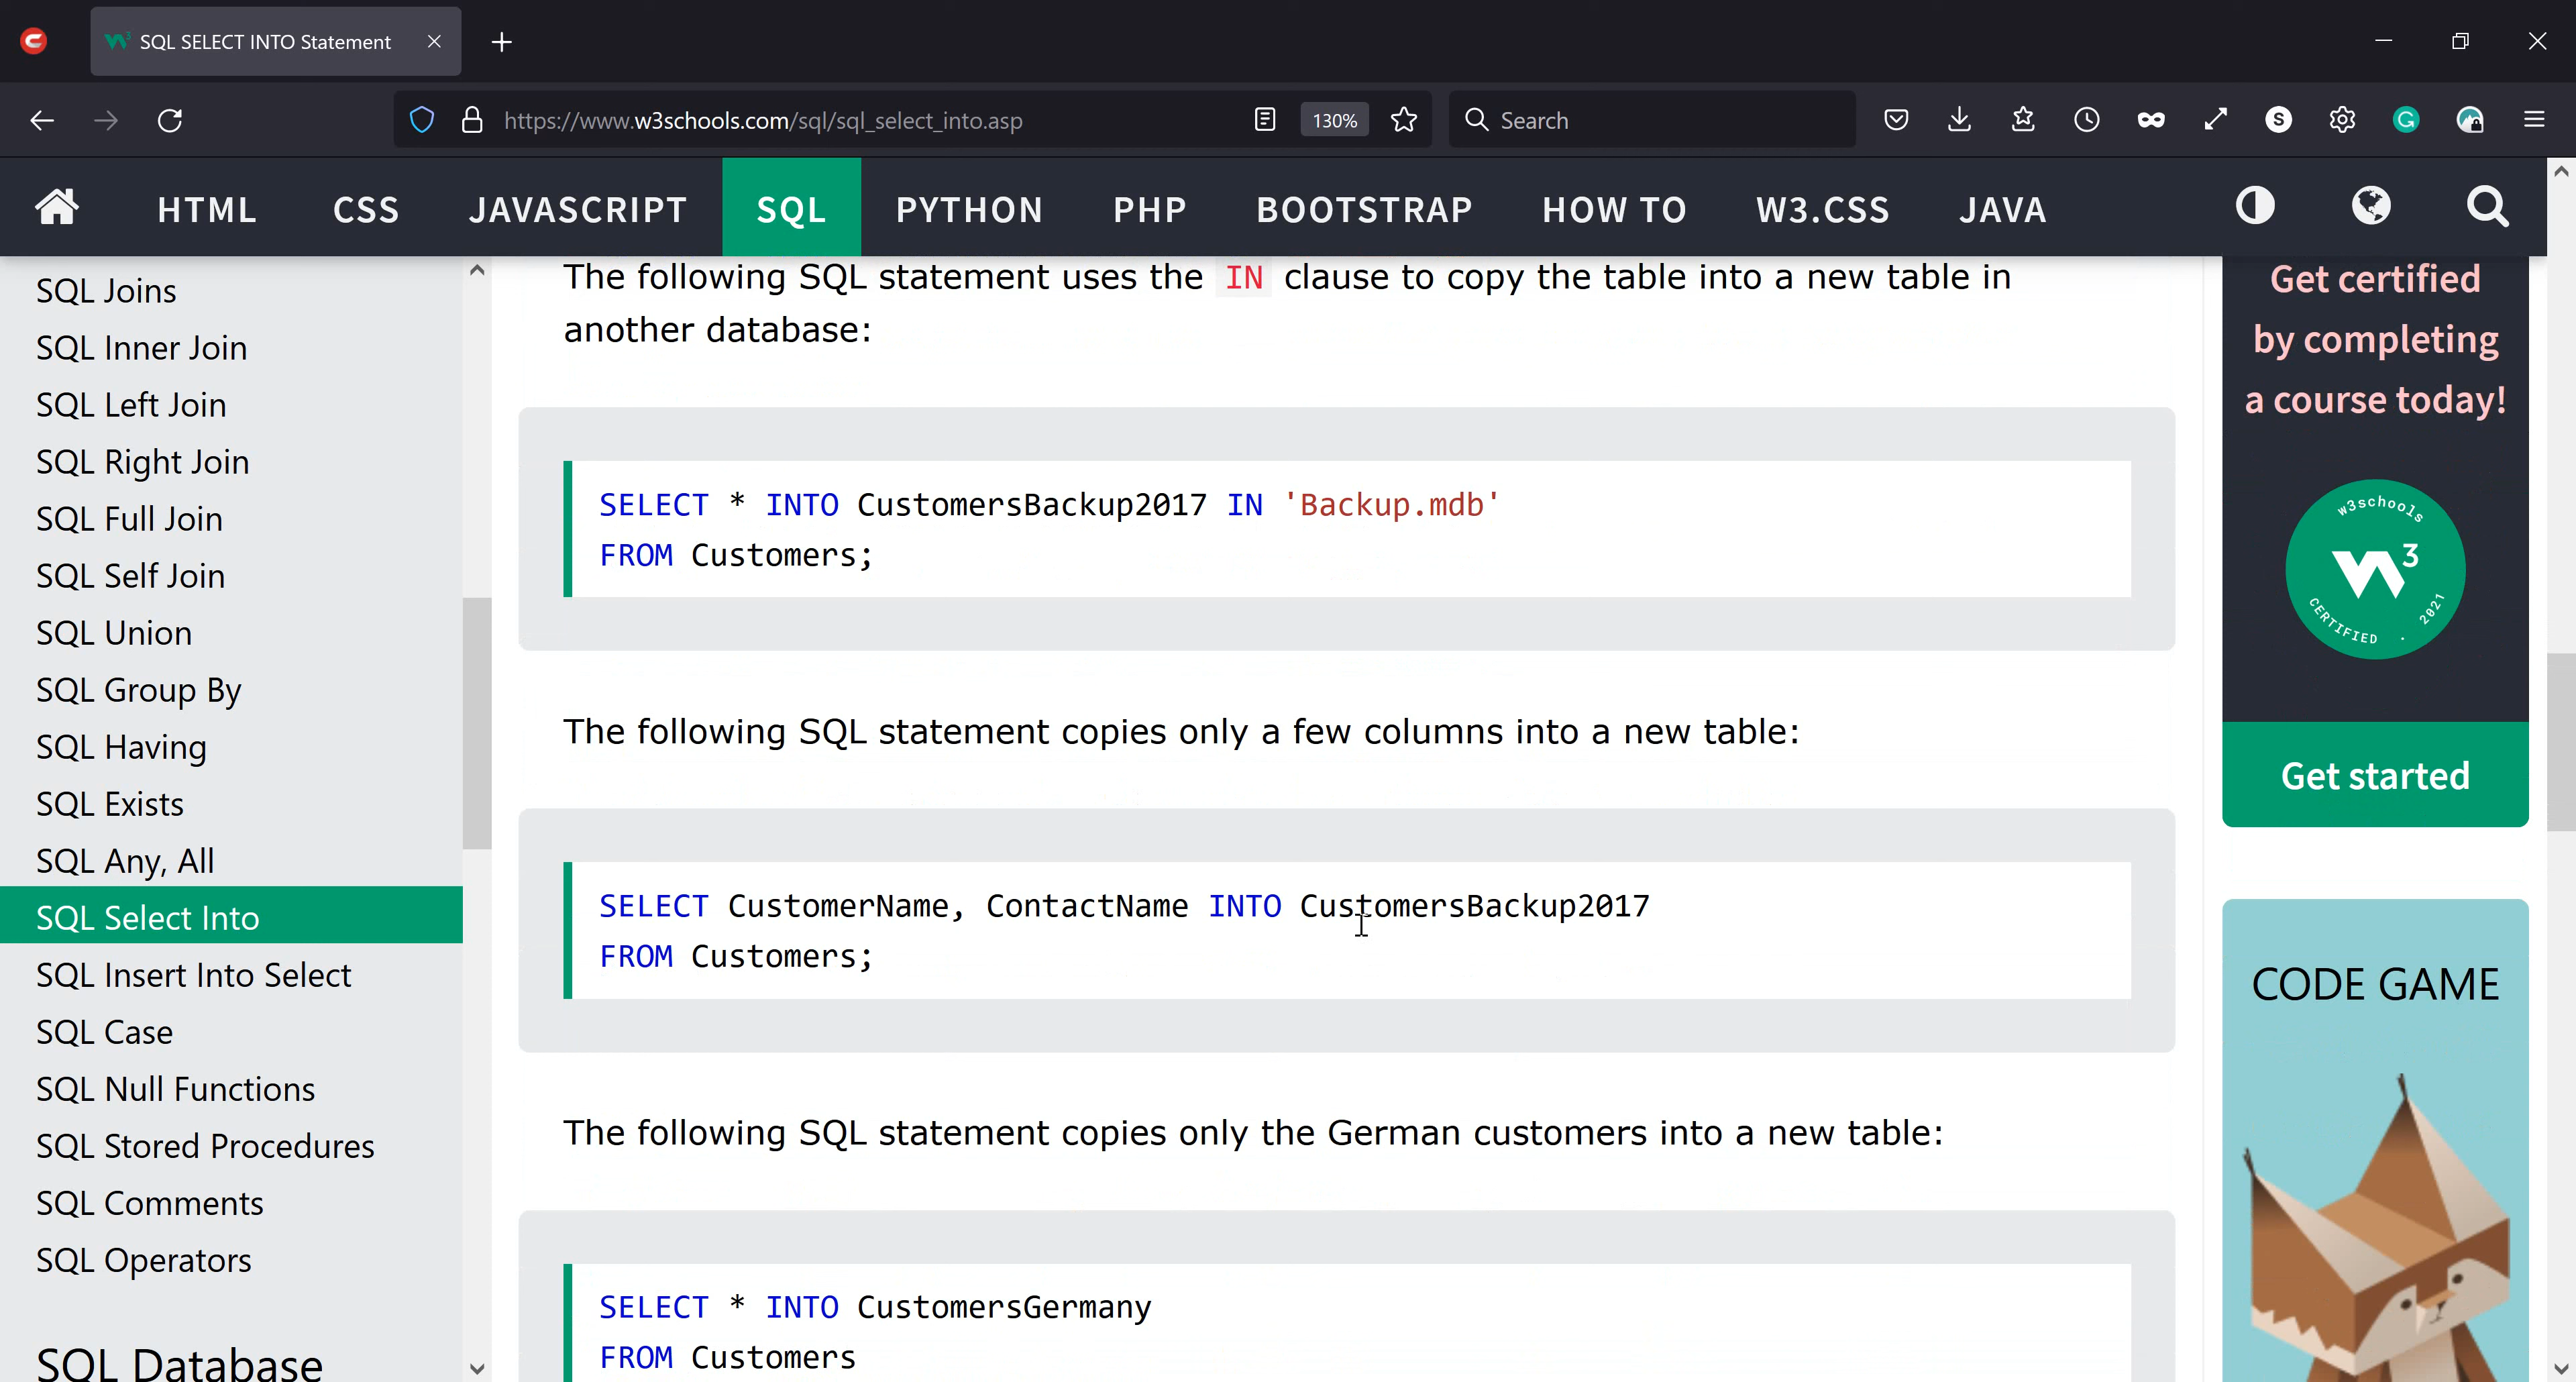 SQL SELECT INTO Statement
https://www.w3schools.com/sql/sql_select_into.asp
130%
Search
S
HTML CSS JAVASCRIPT SQL PYTHON PHP BOOTSTRAP HOW TO W3.CSS JAVA
SQL Joins
SQL Inner Join
SQL Left Join
SQL Right Join
SQL Full Join
SQL Self Join
SQL Union
SQL Group By
SQL Having
SQL Exists
SQL Any, All
SQL Select Into
SQL Insert Into Select
SQL Case
SQL Null Functions
SQL Stored Procedures
SQL Comments
SQL Operators
SQL Database
The following SQL statement uses the IN clause to copy the table into a new table in
another database:
SELECT * INTO CustomersBackup2017 IN 'Backup.mdb'
FROM Customers;
The following SQL statement copies only a few columns into a new table:
SELECT CustomerName, ContactName INTO CustomersBackup2017
FROM Customers;
The following SQL statement copies only the German customers into a new table:
SELECT * INTO CustomersGermany
FROM Customers
Get certified
by completing
a course today!
w3schools
W3
CERTIFIED . 2021
Get started
CODE GAME